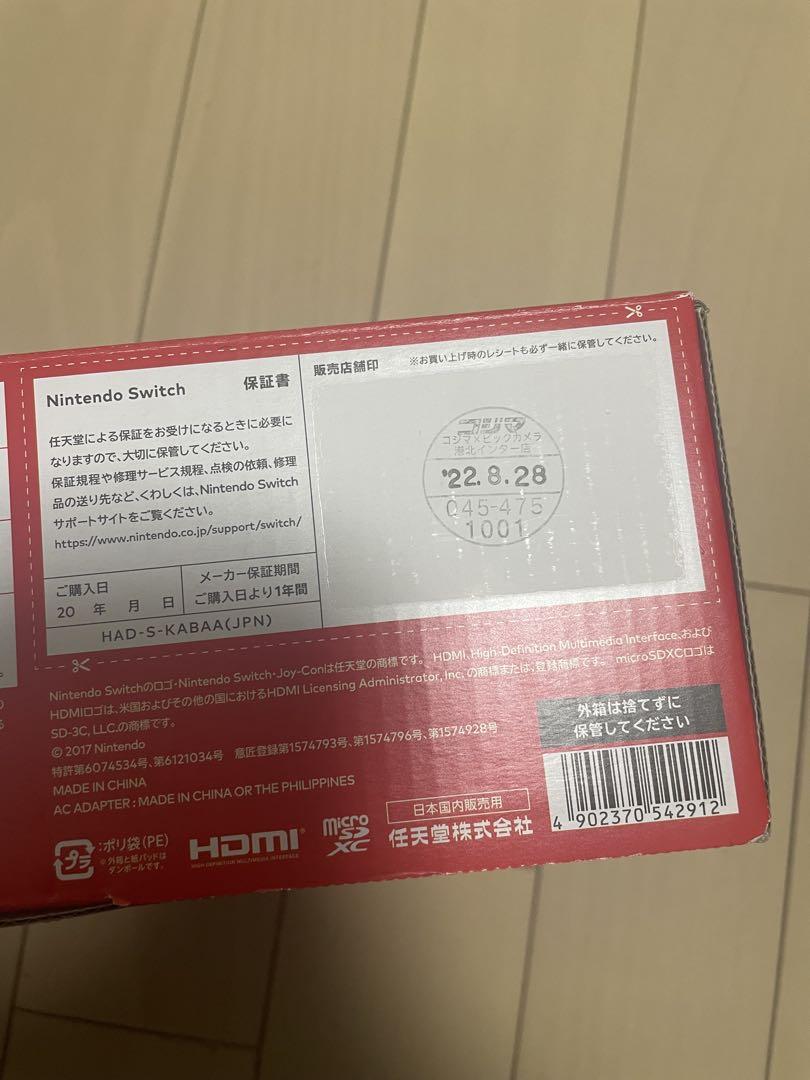 Nintendo Switch 保証書
任天堂による保証をお受けになるときに必要に
なりますので、大切に保管してください。
保証規程や修理サービス規程、点検の依頼、修理
品の送り先など、くわしくは、Nintendo Switch
サポートサイトをご覧ください。
https://www.nintendo.co.jp/support/switch/
ご購入日
20 年 月 日
メーカー保証期間
ご購入日より1年間
HAD-S-KABAA(JPN)
販売店舗印 ※お買い上げ時のレシートも必ず一緒に保管してください。
コジマ
コジマ×ビックカメラ
港北インター店
'22.8.28
045-475
1001
Nintendo Switchのロゴ・Nintendo Switch・Joy-Conは任天堂の商標です。 HDMI、High-Definition Multimedia Interface、および
HDMIロゴは、米国およびその他の国におけるHDMI Licensing Administrator, Inc. の商標または、登録商標です。 microSDXCロゴは
SD-3C, LLC.の商標です。
© 2017 Nintendo
特許第6074534号、第6121034号 意匠登録第1574793号、第1574796号、第1574928号
MADE IN CHINA
AC ADAPTER : MADE IN CHINA OR THE PHILIPPINES
プラ
:ポリ袋(PE)
※外箱と紙パッドは
ダンボールです。
HDMI
HIGH-DEFINITION MULTIMEDIA INTERFACE
micro
SD
XC
日本国内販売用
任天堂株式会社
外箱は捨てずに
保管してください
4 902370 542912